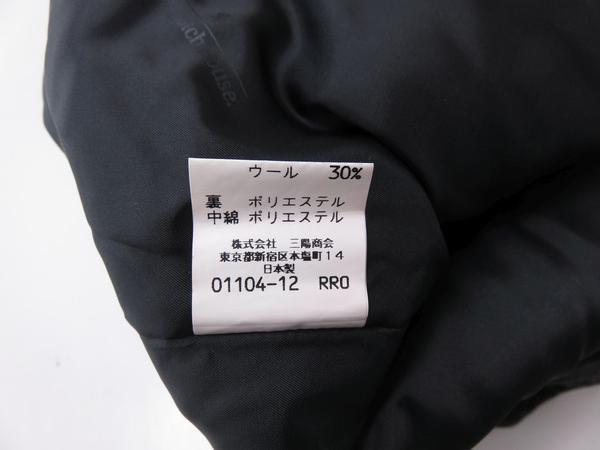 ouse.
ウール 30%
裏 ポリエステル
中綿 ポリエステル
株式会社 三陽商会
東京都新宿区本塩町14
日本製
01104-12 RRO